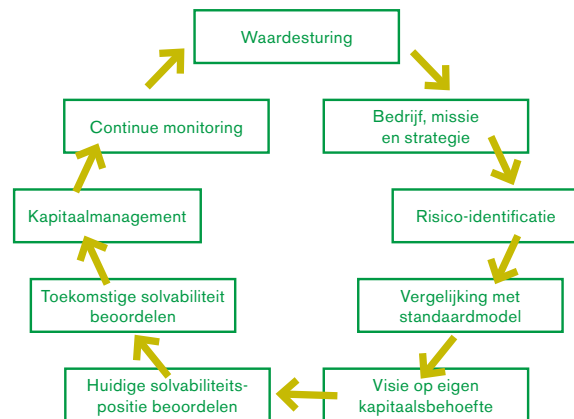 Waardesturing
Bedrijf, missie
en strategie
Risico-identificatie
Vergelijking met
standaardmodel
Visie op eigen
kapitaalsbehoefte
Huidige solvabiliteits-
positie beoordelen
Toekomstige solvabiliteit
beoordelen
Kapitaalmanagement
Continue monitoring